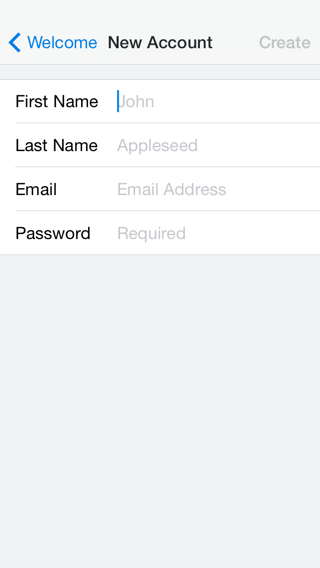 Welcome New Account Create
First Name John
Last Name Appleseed
Email Email Address
Password Required